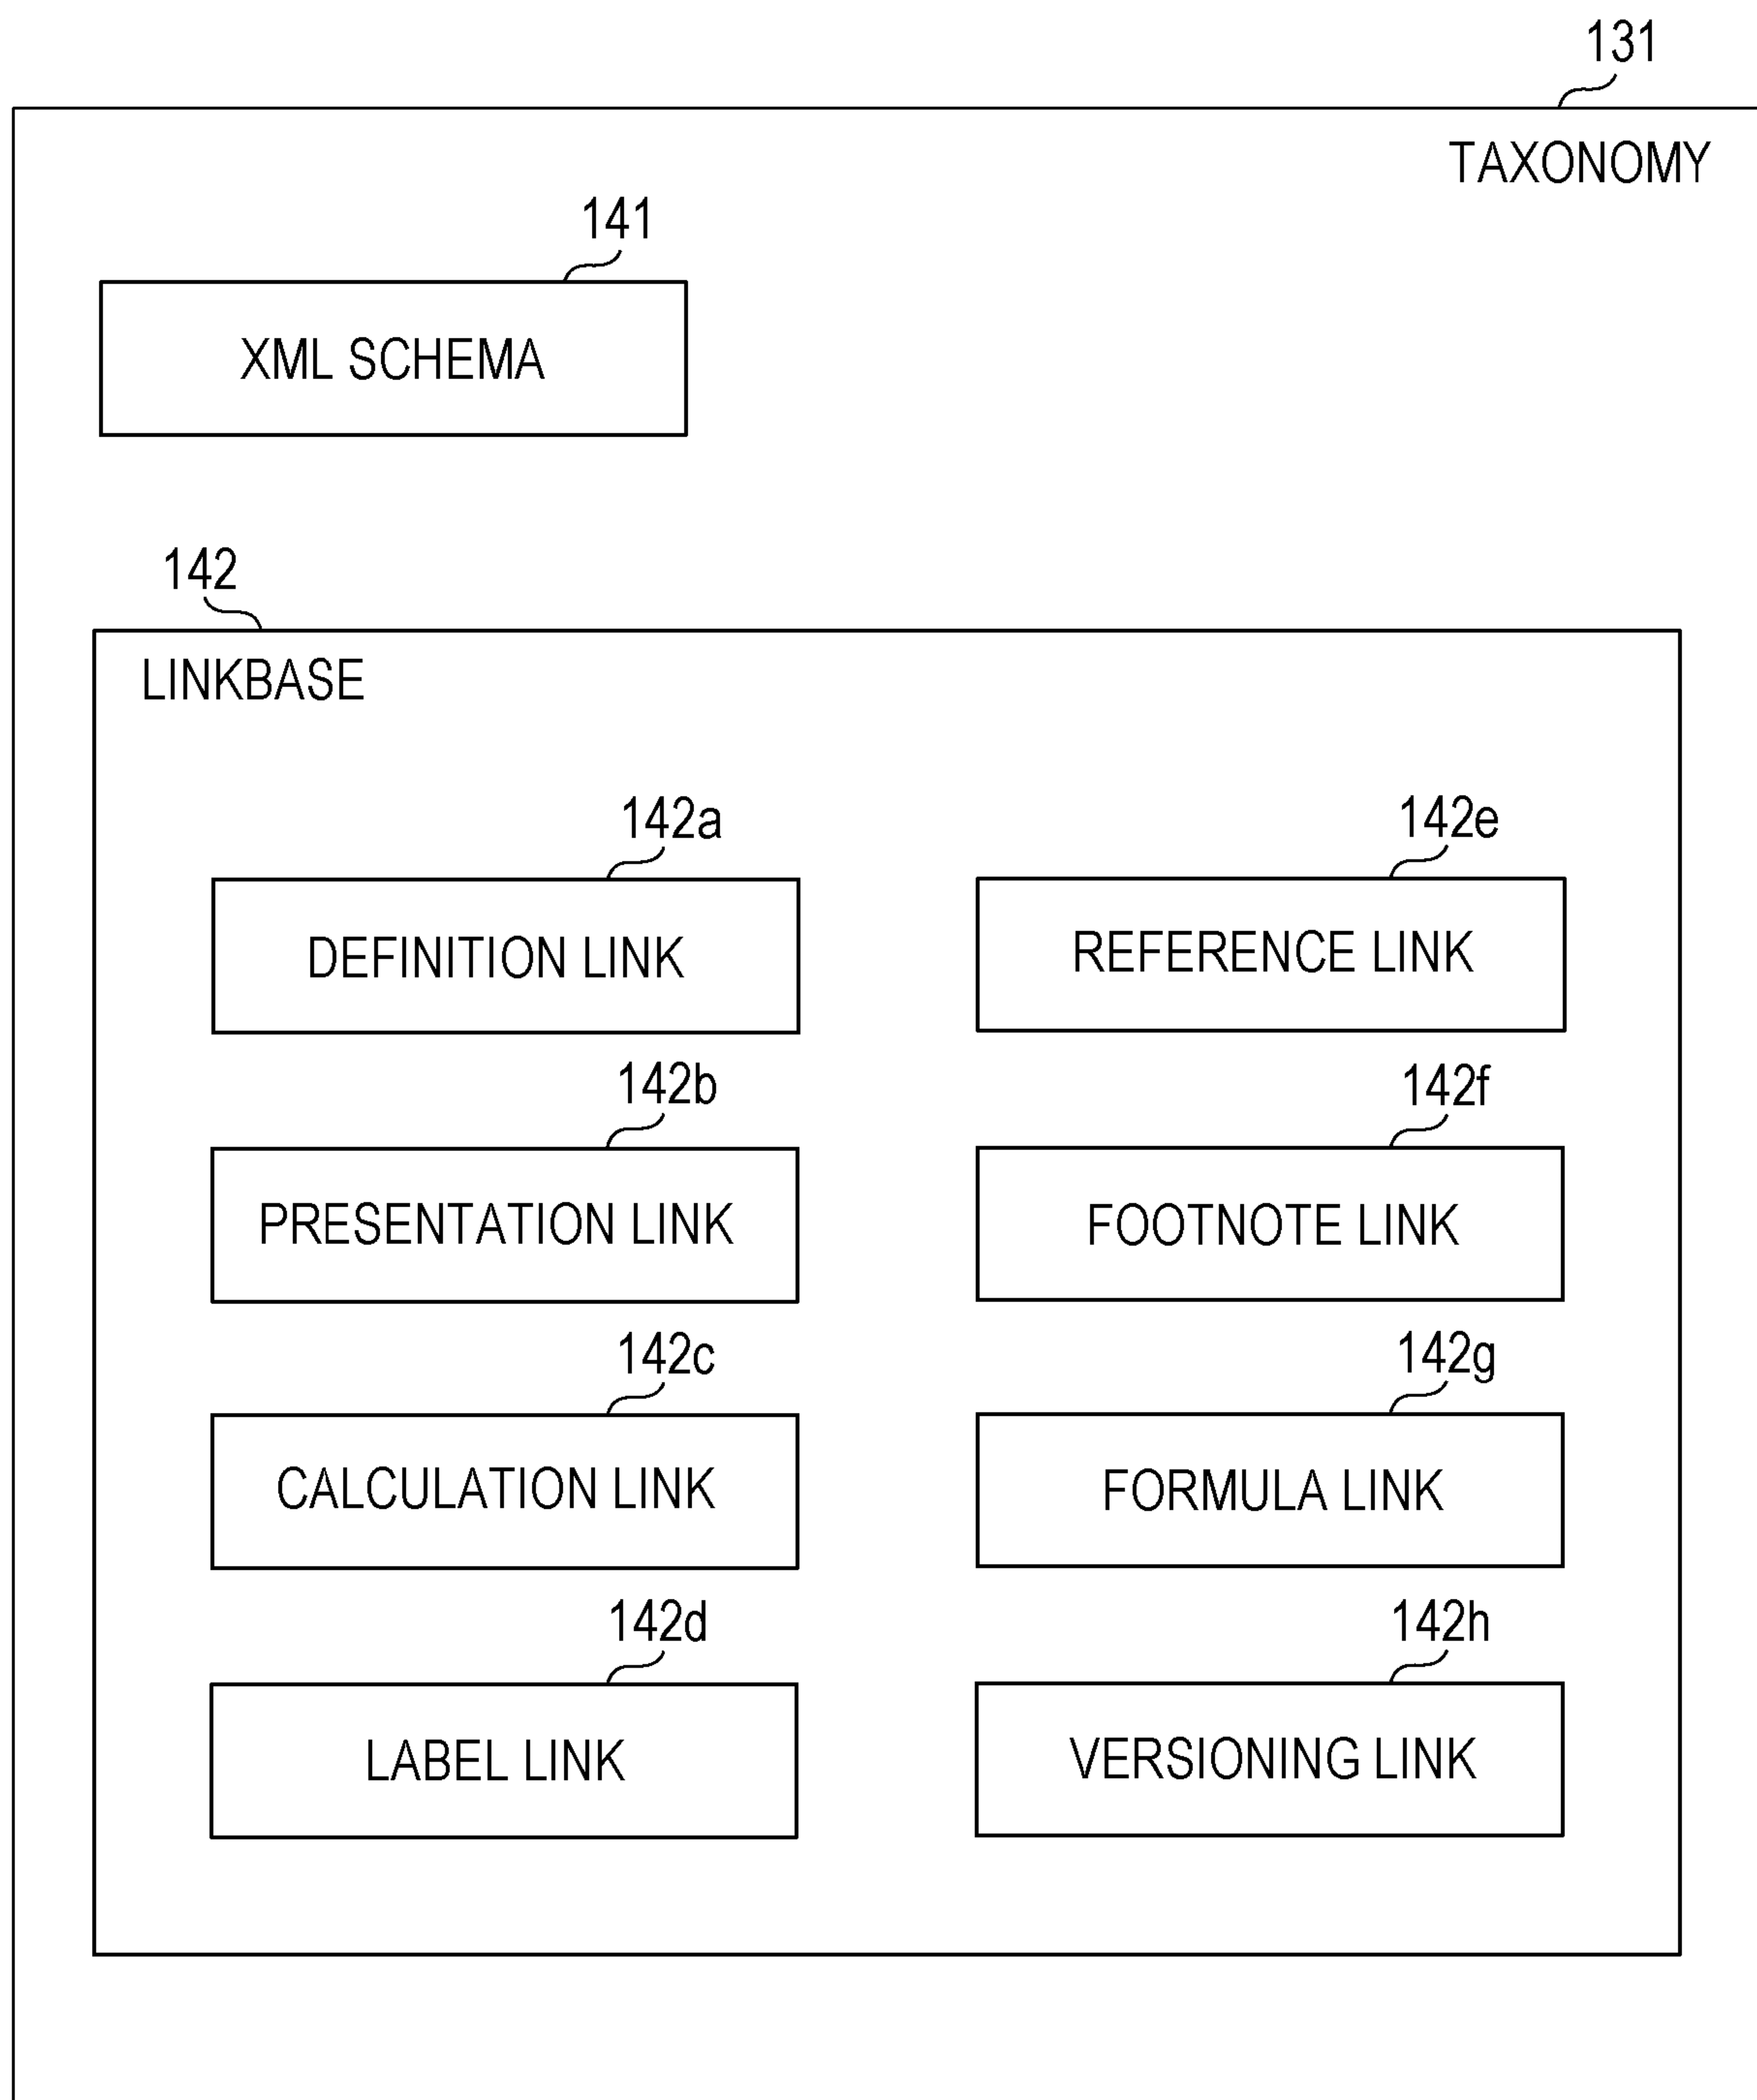 131
TAXONOMY
141
XML SCHEMA
142
LINKBASE
142a
DEFINITION LINK
142e
REFERENCE LINK
142b
PRESENTATION LINK
142f
FOOTNOTE LINK
142c
CALCULATION LINK
142g
FORMULA LINK
142d
LABEL LINK
142h
VERSIONING LINK